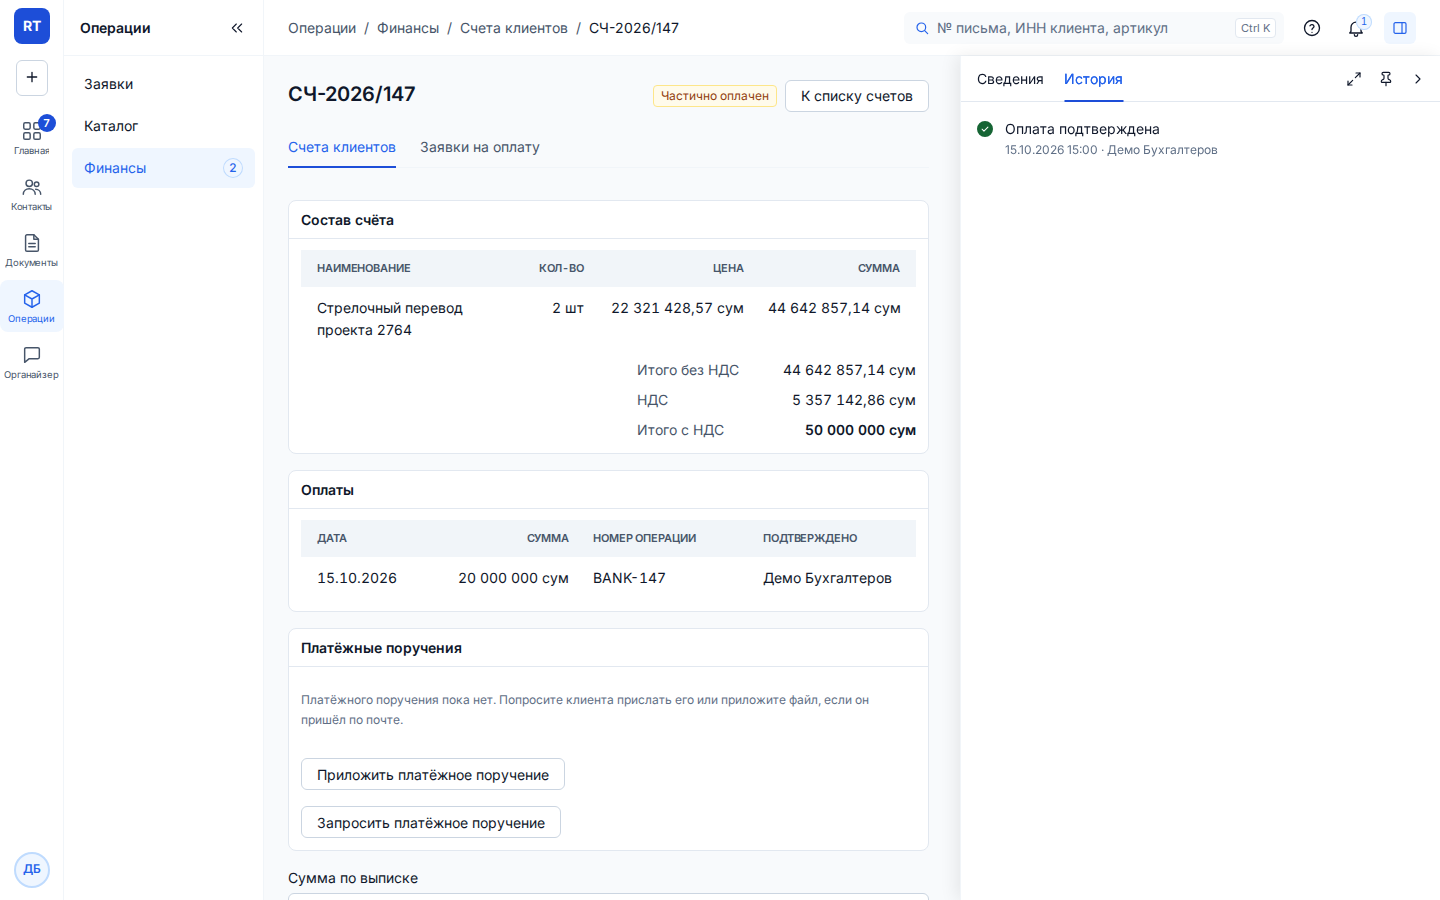 RT
Операции
Операции / Финансы / Счета клиентов / СЧ-2026/147
№ письма, ИНН клиента, артикул
Ctrl K
1
7
Главная
Контакты
Документы
Операции
Органайзер
ДБ
Заявки
Каталог
Финансы
2
СЧ-2026/147
Частично оплачен
К списку счетов
Счета клиентов
Заявки на оплату
Состав счёта
НАИМЕНОВАНИЕ КОЛ-ВО ЦЕНА СУММА
Стрелочный перевод 2 шт 22 321 428,57 сум 44 642 857,14 сум
проекта 2764
Итого без НДС 44 642 857,14 сум
НДС 5 357 142,86 сум
Итого с НДС 50 000 000 сум
Оплаты
ДАТА СУММА НОМЕР ОПЕРАЦИИ ПОДТВЕРЖДЕНО
15.10.2026 20 000 000 сум BANK-147 Демо Бухгалтеров
Платёжные поручения
Платёжного поручения пока нет. Попросите клиента прислать его или приложите файл, если он
пришёл по почте.
Приложить платёжное поручение
Запросить платёжное поручение
Сумма по выписке
Сведения
История
Оплата подтверждена
15.10.2026 15:00 · Демо Бухгалтеров